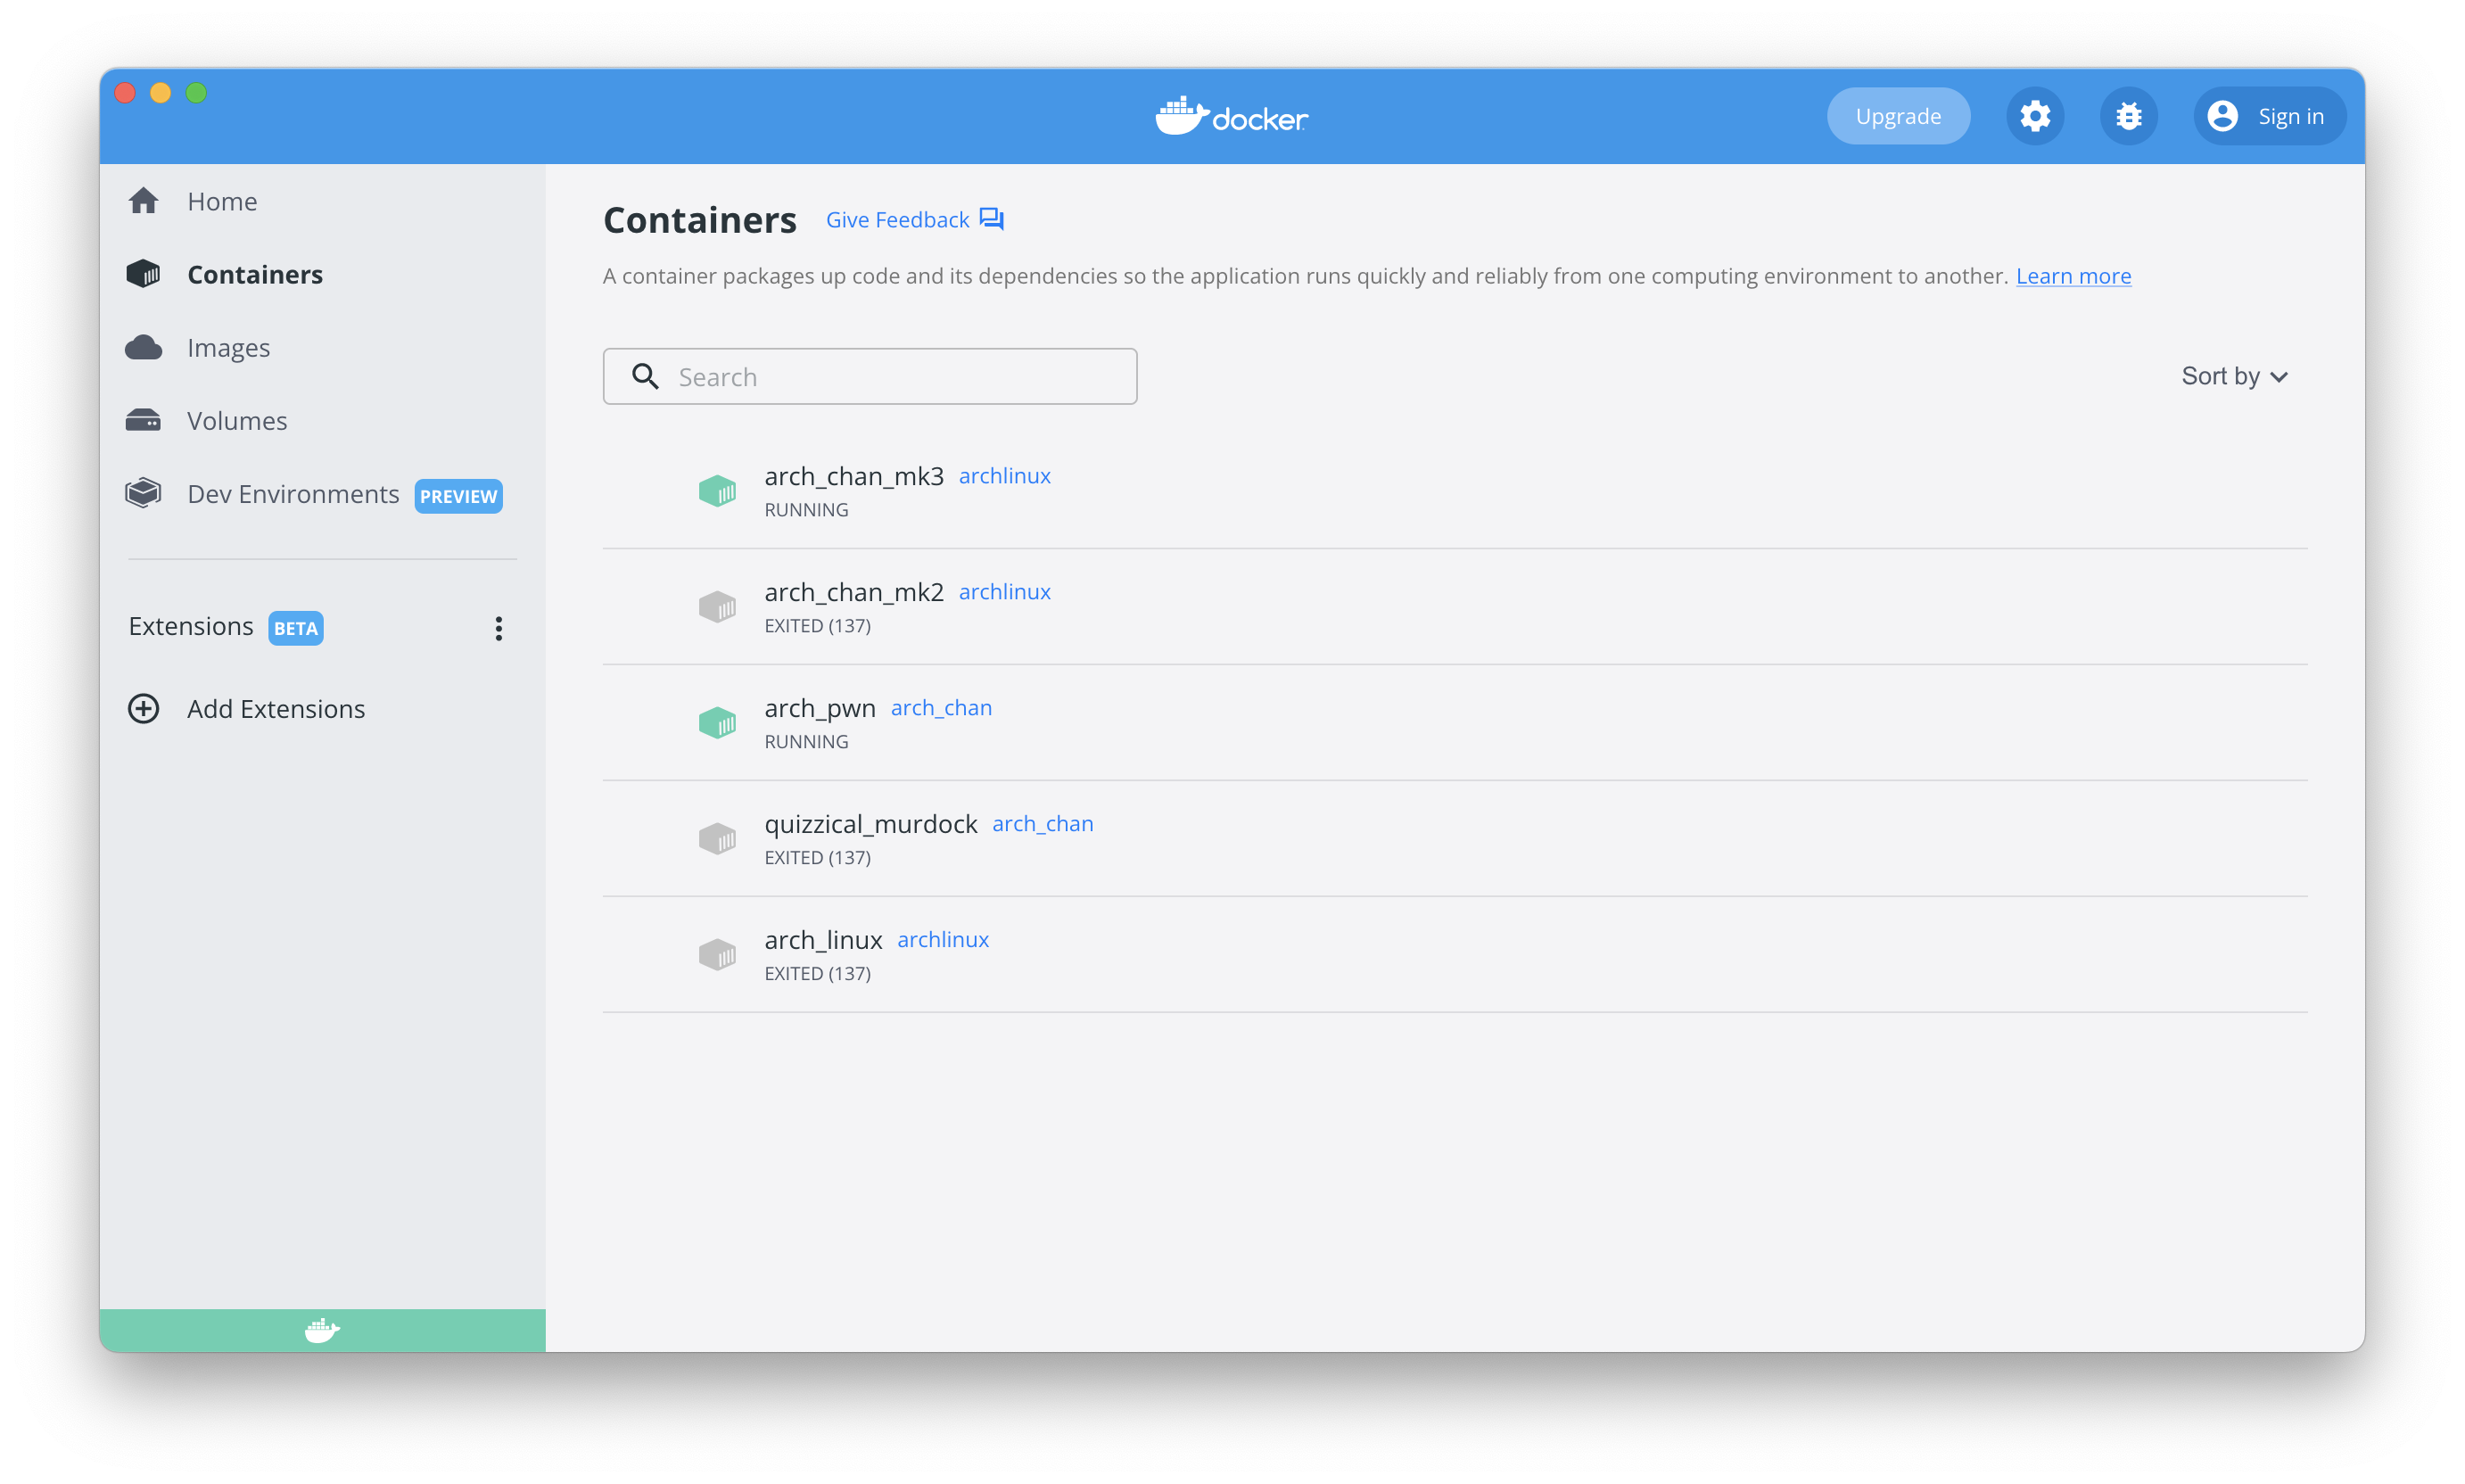 docker
Upgrade
Sign in
Home
Containers
Images
Volumes
Dev Environments PREVIEW
Extensions BETA
Add Extensions
Containers Give Feedback
A container packages up code and its dependencies so the application runs quickly and reliably from one computing environment to another. Learn more
Search
Sort by
arch_chan_mk3 archlinux
RUNNING
arch_chan_mk2 archlinux
EXITED (137)
arch_pwn arch_chan
RUNNING
quizzical_murdock arch_chan
EXITED (137)
arch_linux archlinux
EXITED (137)